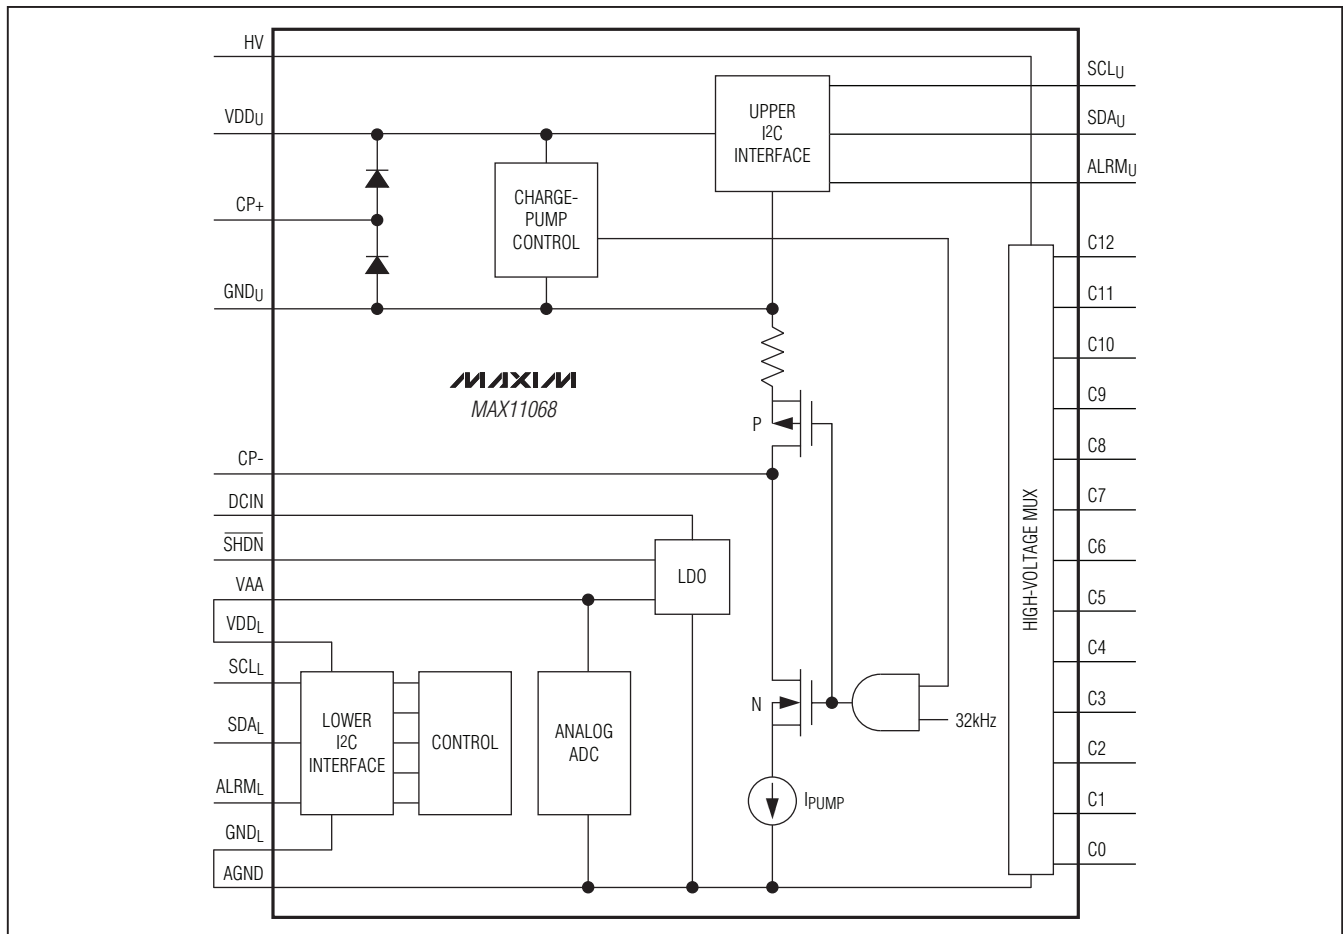 HV
VDDU
CP+
GNDU
CP-
DCIN
SHDN
VAA
VDDL
SCLL
SDAL
ALRML
GNDL
AGND
UPPER
I2C
INTERFACE
CHARGE-
PUMP
CONTROL
MAXIM
MAX11068
P
LDO
LOWER
I2C
INTERFACE
CONTROL
ANALOG
ADC
N
32kHz
IPUMP
HIGH-VOLTAGE MUX
SCLU
SDAU
ALRMU
C12
C11
C10
C9
C8
C7
C6
C5
C4
C3
C2
C1
C0